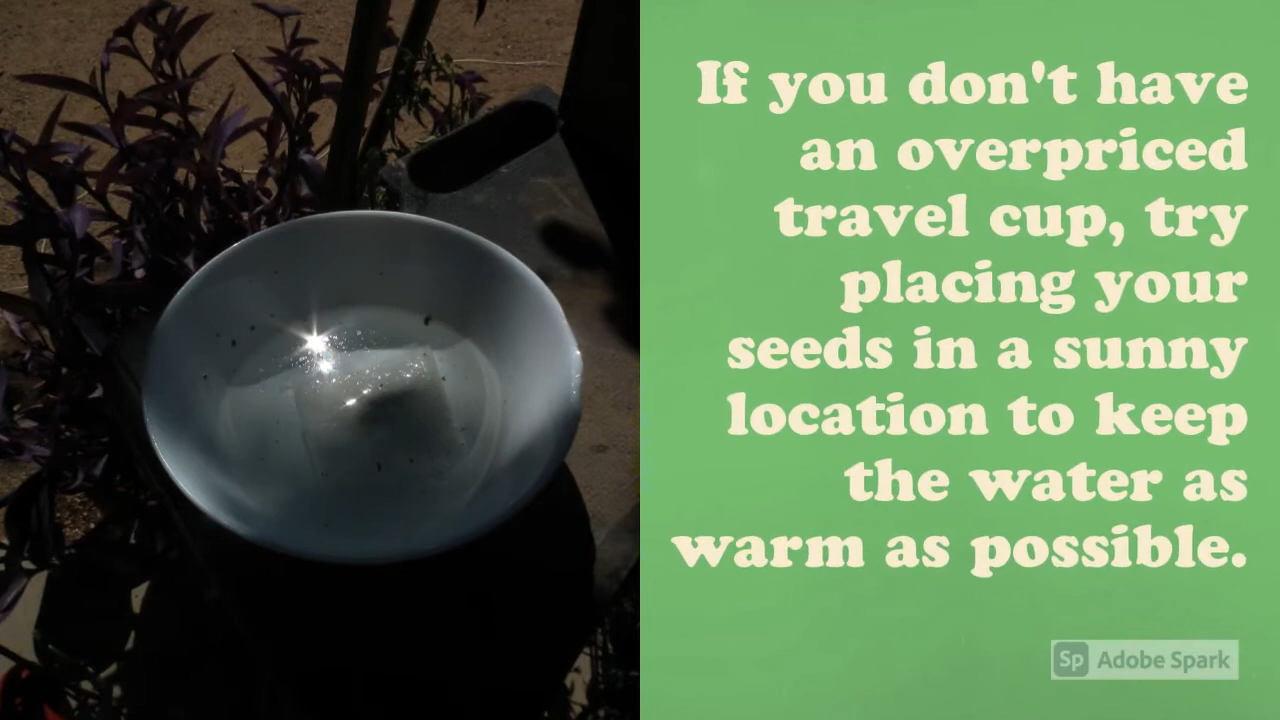 If you don't have
an overpriced
travel cup, try
placing your
seeds in a sunny
location to keep
the water as
warm as possible.
Sp Adobe Spark